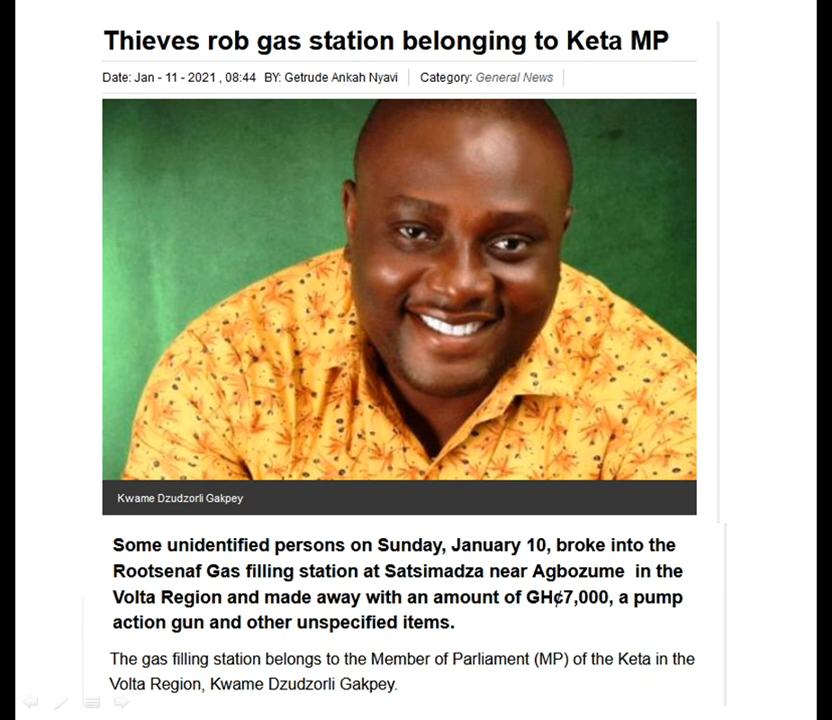 Thieves rob gas station belonging to Keta MP
Date: Jan - 11 - 2021 , 08:44 BY: Getrude Ankah Nyavi Category: General News
Kwame Dzudzorli Gakpey
Some unidentified persons on Sunday, January 10, broke into the
Rootsenaf Gas filling station at Satsimadza near Agbozume in the
Volta Region and made away with an amount of GH¢7,000, a pump
action gun and other unspecified items.
The gas filling station belongs to the Member of Parliament (MP) of the Keta in the
Volta Region, Kwame Dzudzorli Gakpey.